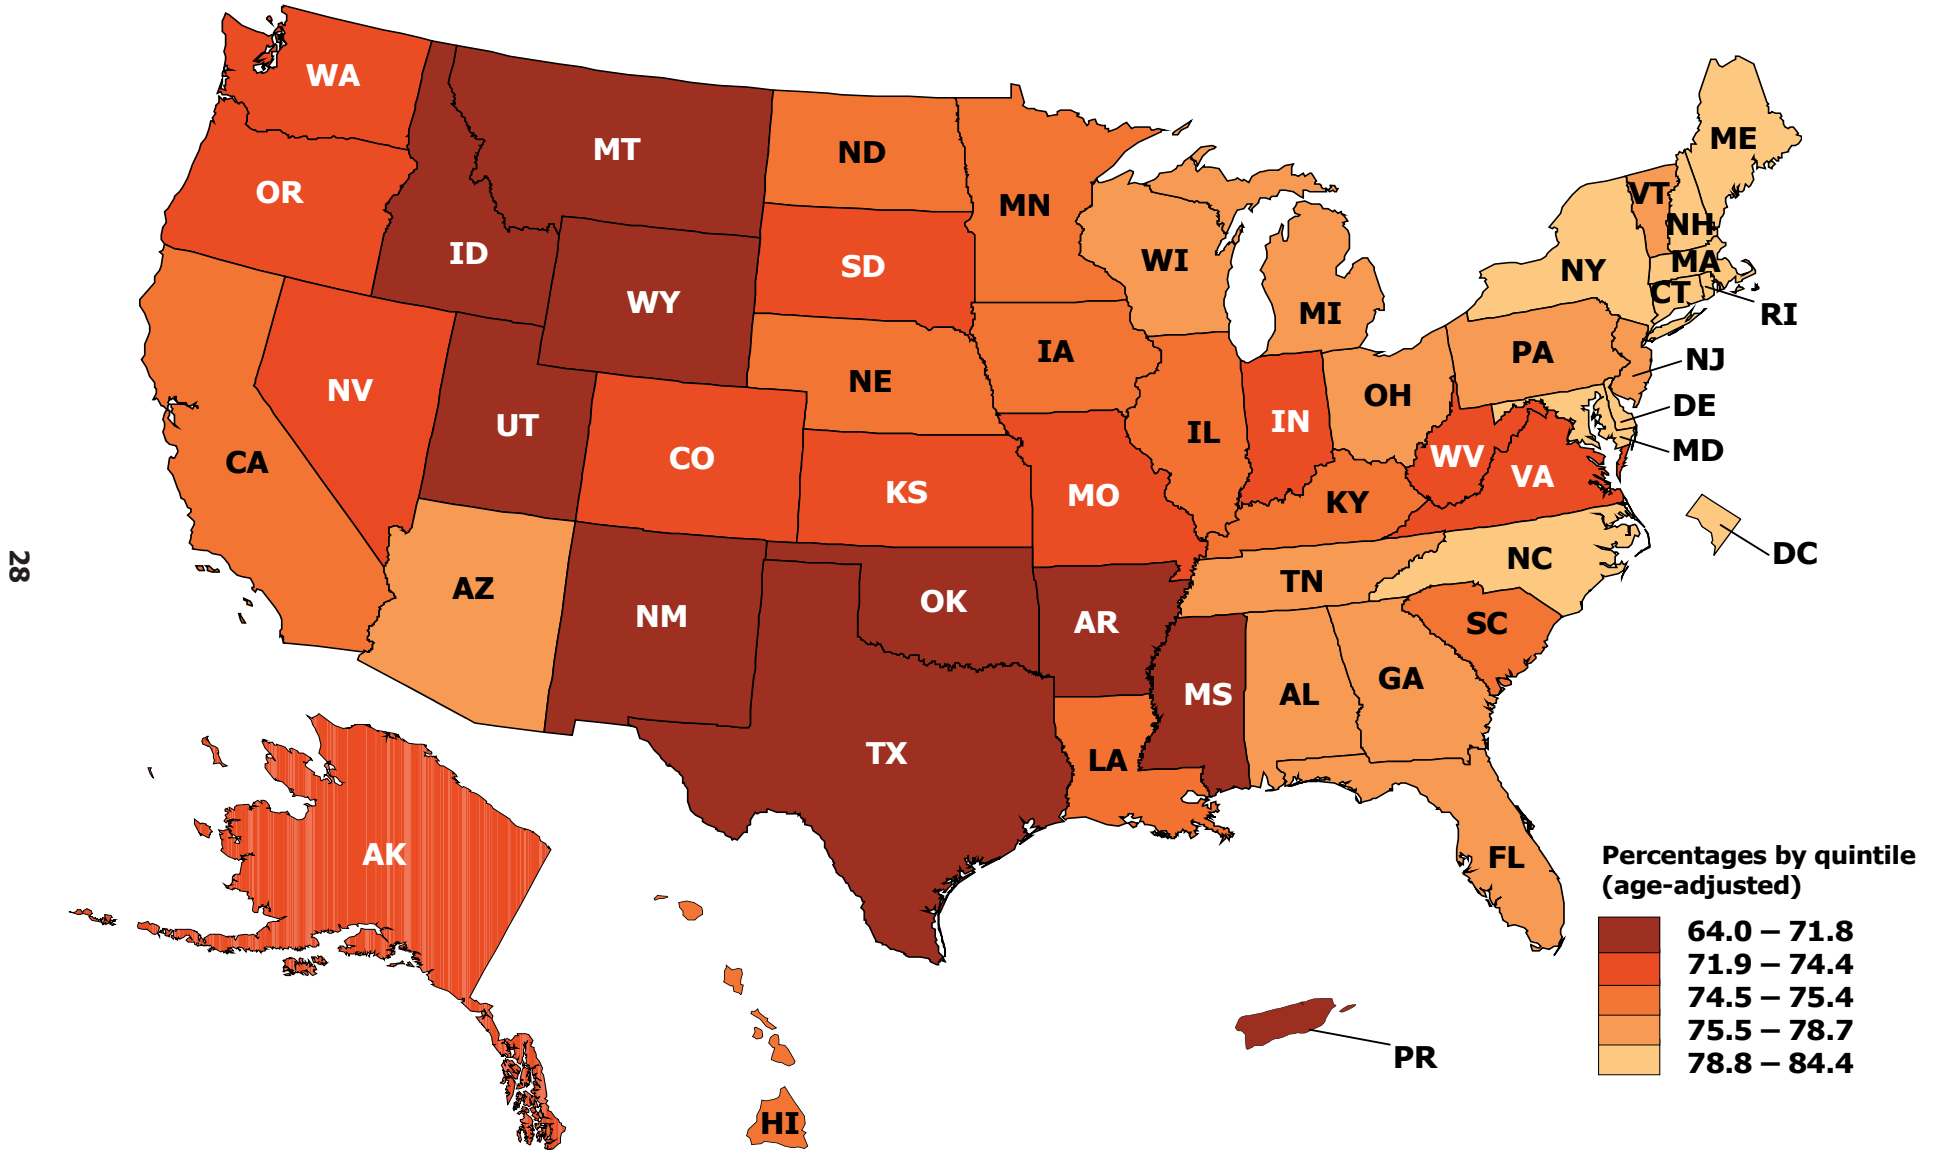 WA
MT
ND
MN
ME
VT
NH
OR
ID
SD
WI
MA
NY
CT
WY
MI
RI
IA
PA
NJ
NV
NE
OH
DE
UT
IL
IN
MD
CA
CO
KS
MO
WV
VA
KY
DC
28
AZ
NM
OK
AR
TN
NC
SC
MS
AL
GA
TX
LA
AK
FL
HI
PR
Percentages by quintile
(age-adjusted)
64.0 – 71.8
71.9 – 74.4
74.5 – 75.4
75.5 – 78.7
78.8 – 84.4